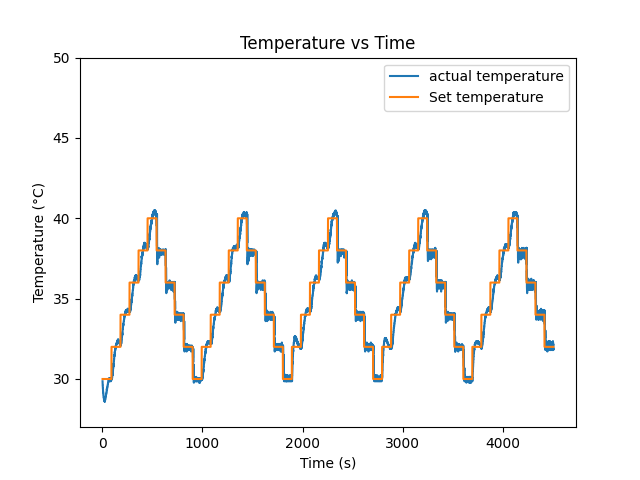 Temperature vs Time
actual temperature
Set temperature
50
45
40
35
30
Temperature (°C)
0
1000
2000
3000
4000
Time (s)